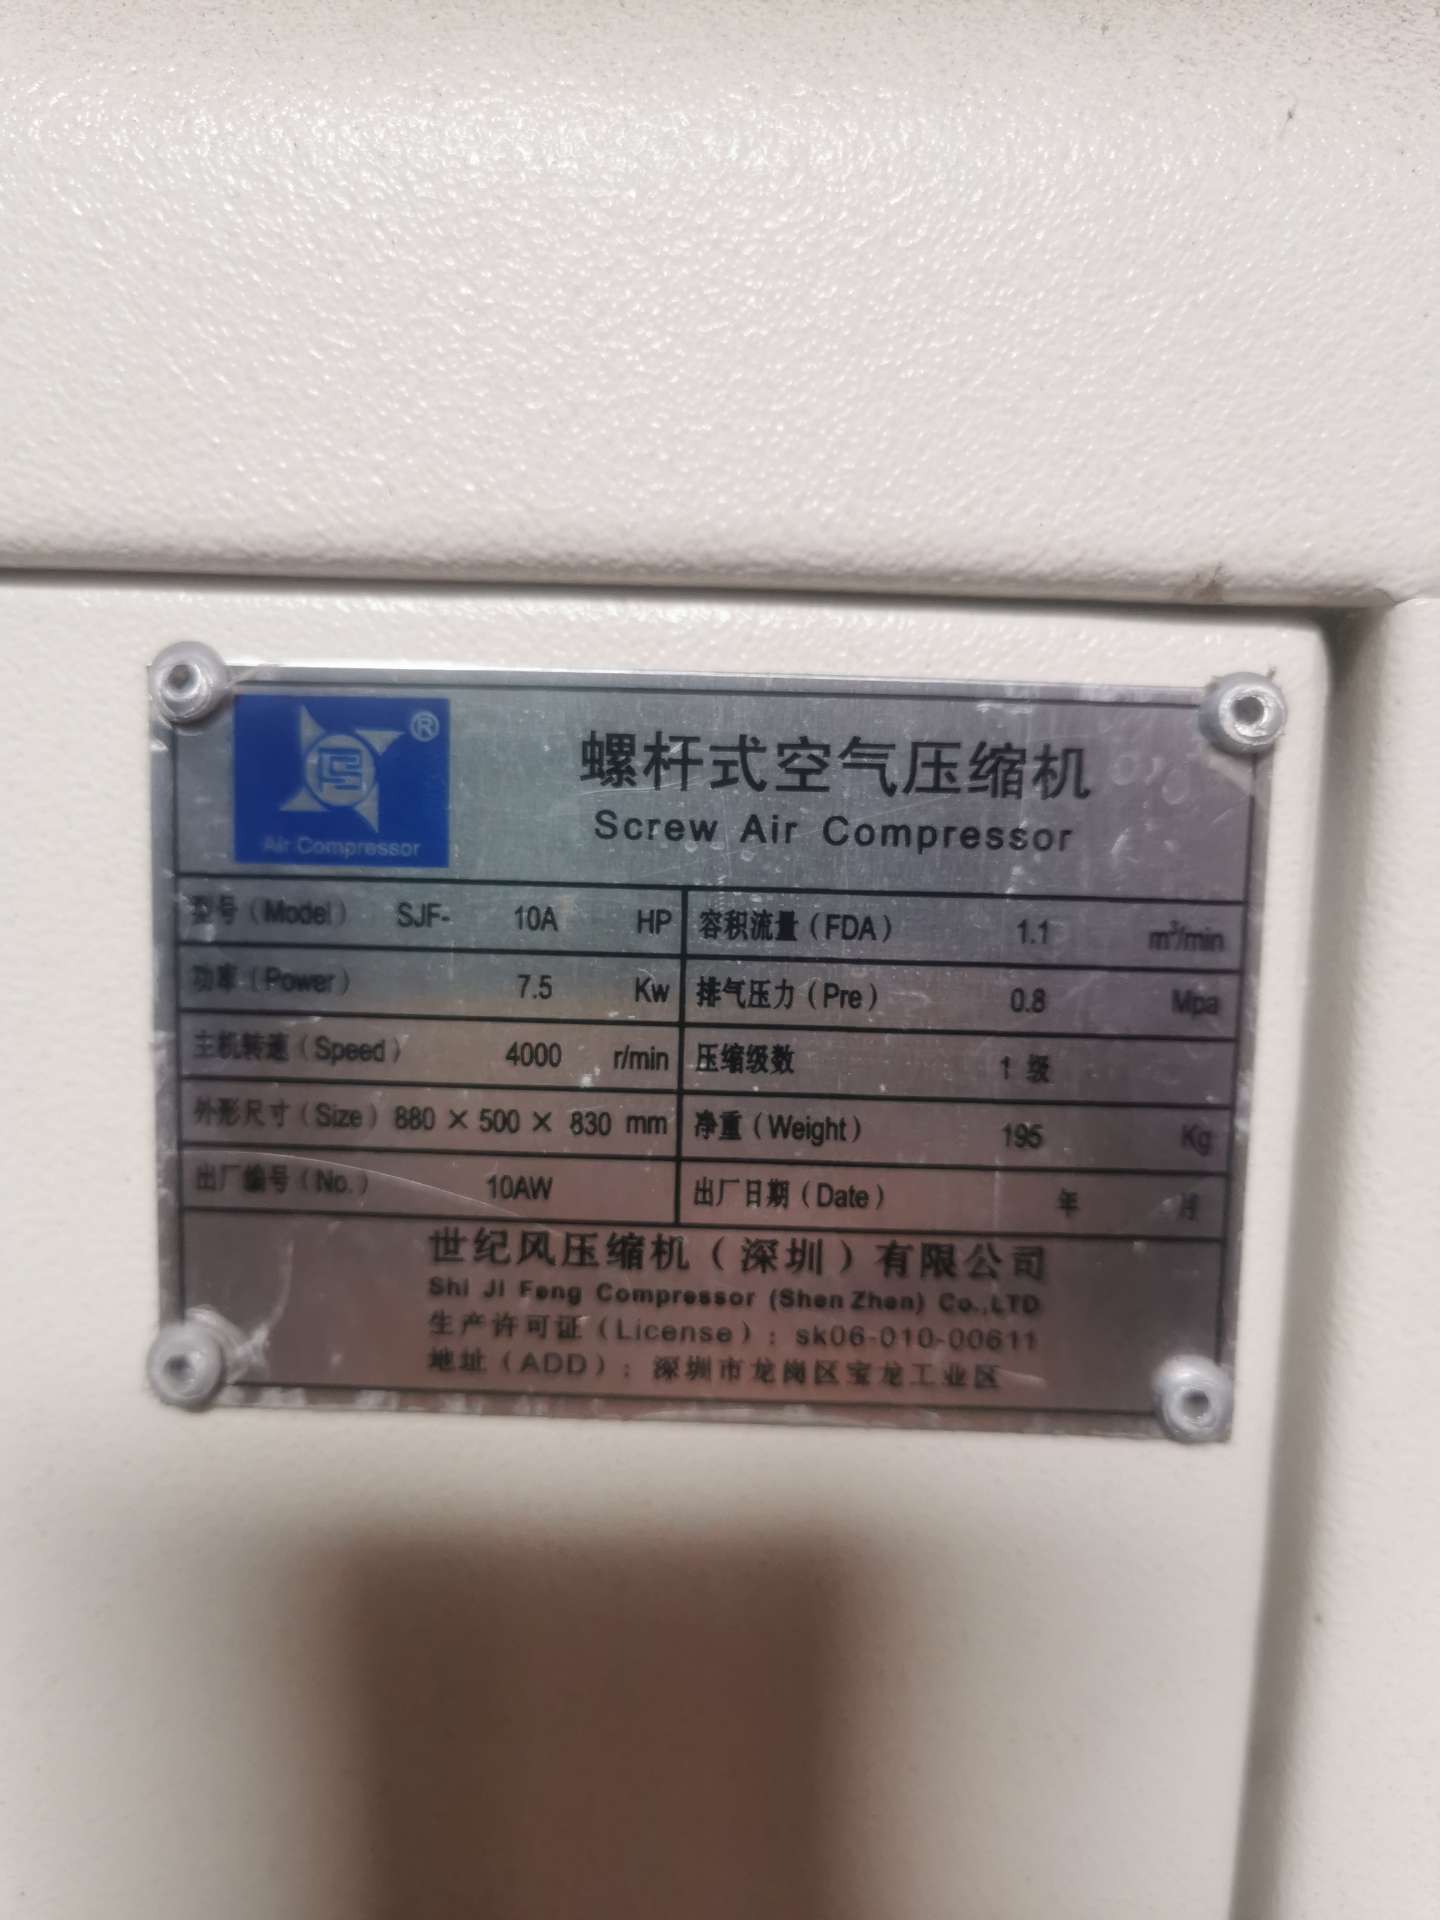 ®
Air Compressor
螺杆式空气压缩机
Screw Air Compressor
型号（Model） SJF- 10A HP
容积流量（FDA） 1.1 m³/min
功率（Power） 7.5 Kw
排气压力（Pre） 0.8 Mpa
主机转速（Speed） 4000 r/min
压缩级数 1 级
外形尺寸（Size）880 × 500 × 830 mm
净重（Weight） 195 Kg
出厂编号（No.） 10AW
出厂日期（Date） 年 月
世纪风压缩机（深圳）有限公司
Shi Ji Feng Compressor (Shen Zhen) Co.,LTD
生产许可证（License）：sk06-010-00611
地址（ADD）：深圳市龙岗区宝龙工业区